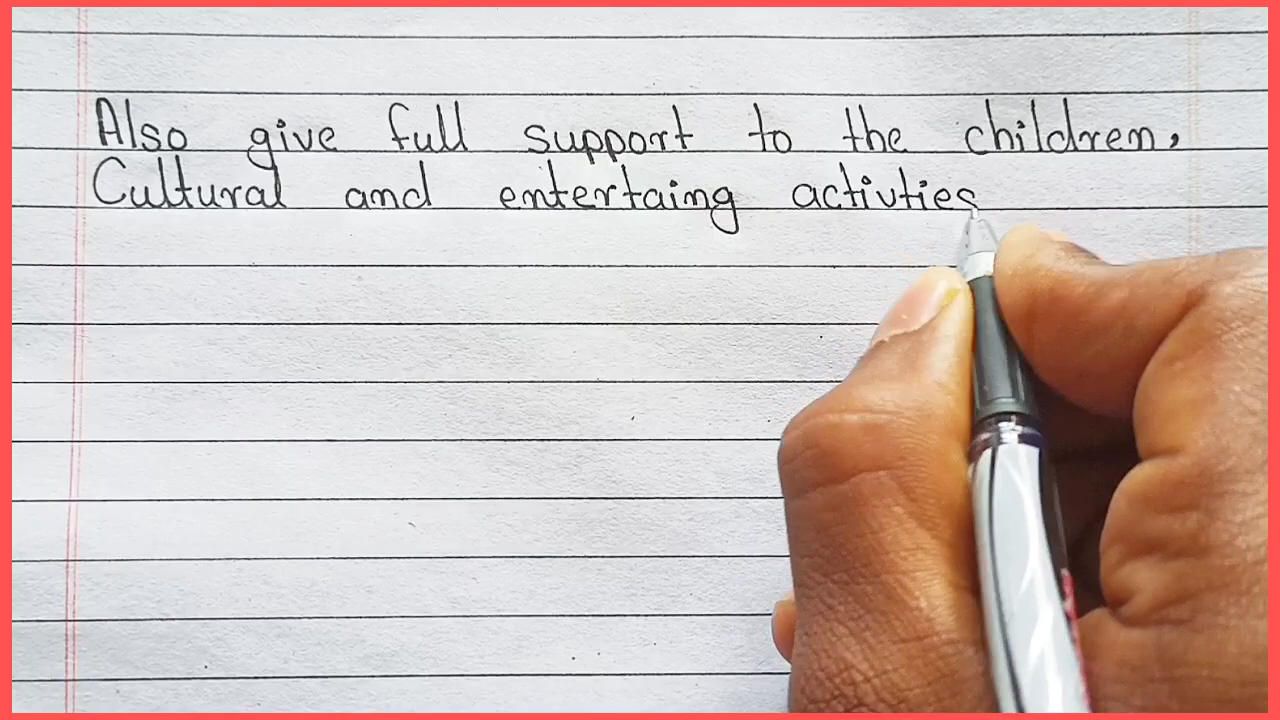 Also give full support to the children,
Cultural and entertaing activties